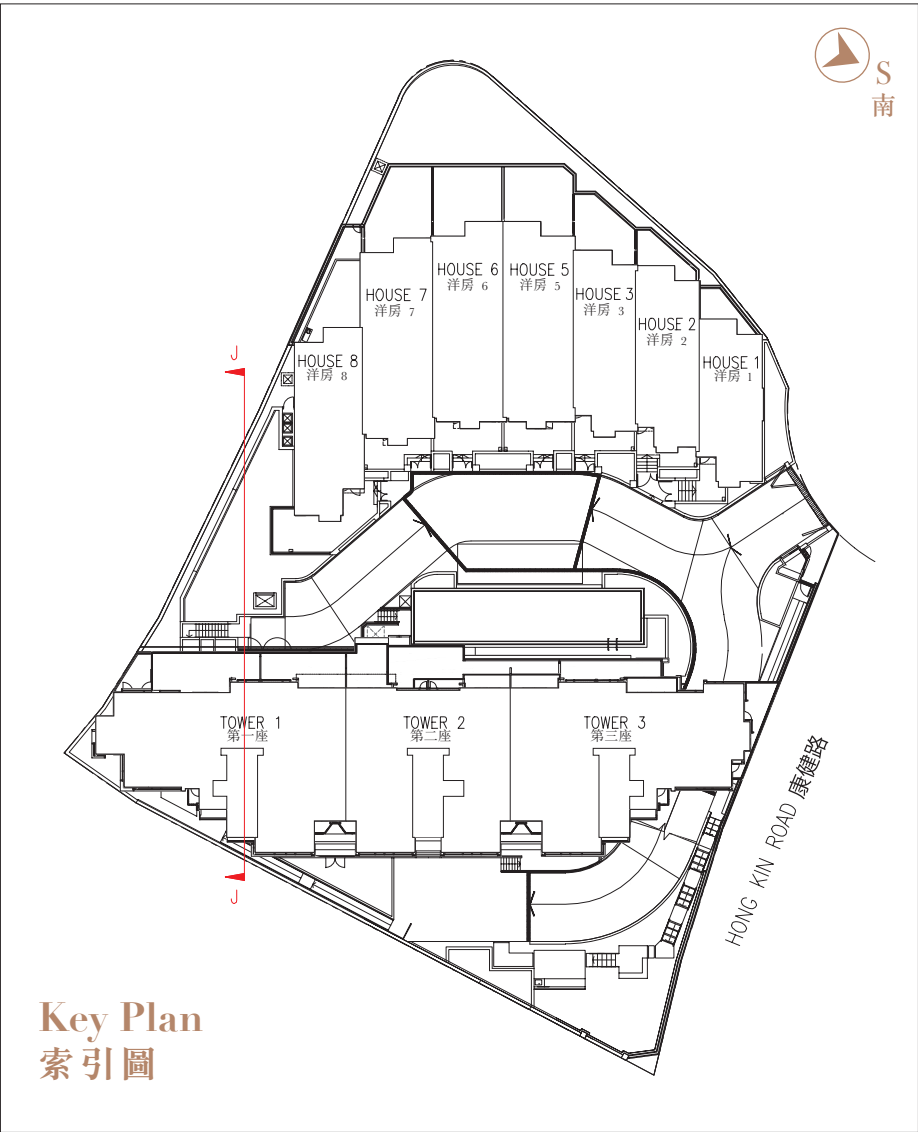 S
南
HOUSE 6
洋房 6
HOUSE 5
洋房 5
HOUSE 7
洋房 7
HOUSE 3
洋房 3
HOUSE 2
洋房 2
HOUSE 8
洋房 8
HOUSE 1
洋房 1
J
TOWER 1
第一座
TOWER 2
第二座
TOWER 3
第三座
J
HONG KIN ROAD 康健路
Key Plan
索引圖